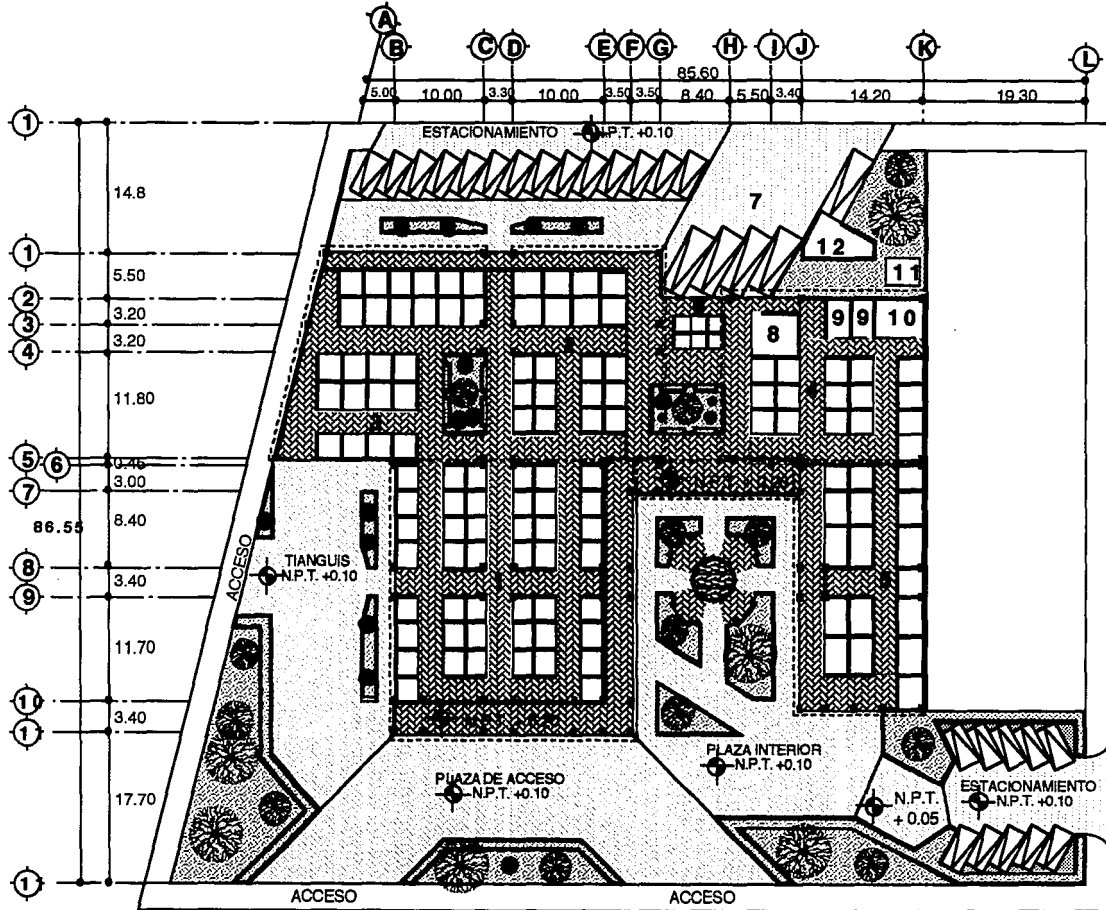 A
B C D E F G H I J K L
85.60
5.00 10.00 3.30 10.00 3.50 3.50 8.40 5.50 3.40 14.20 19.30
1
ESTACIONAMIENTO N.P.T. +0.10
14.8
7
12
11
1
5.50
2
3.20
3
3.20
4
8
9 9 10
11.80
5
6
0.45
3.00
7
86.55
8.40
8
ACCESO
TIANGUIS
N.P.T. +0.10
3.40
9
11.70
10
3.40
11
PLAZA INTERIOR
N.P.T. +0.10
PLAZA DE ACCESO
N.P.T. +0.10
17.70
N.P.T.
+ 0.05
ESTACIONAMIENTO
N.P.T. +0.10
1
ACCESO
ACCESO